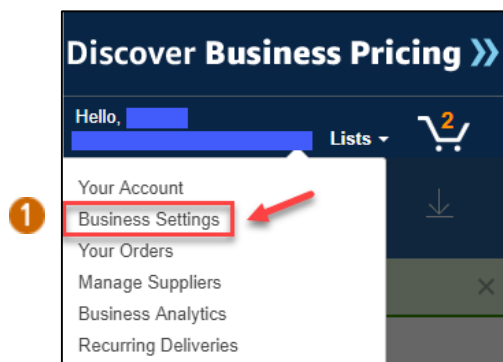 Discover Business Pricing »
Hello,
Lists
2
Your Account
1
Business Settings
Your Orders
Manage Suppliers
Business Analytics
Recurring Deliveries